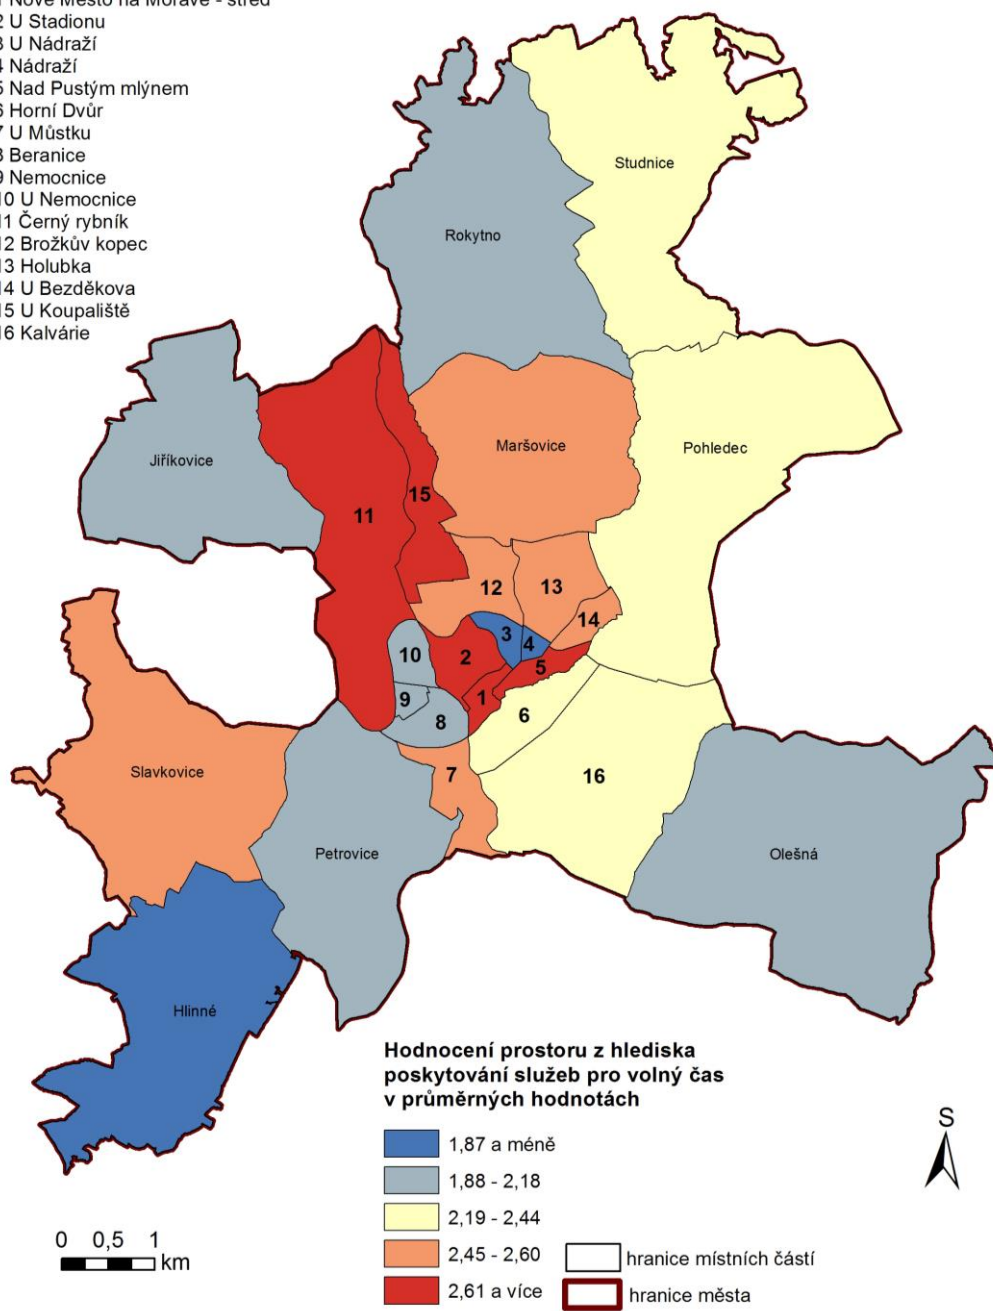 1 Nové Město na Moravě - střed
2 U Stadionu
3 U Nádraží
4 Nádraží
5 Nad Pustým mlýnem
6 Horní Dvůr
7 U Můstku
8 Beranice
9 Nemocnice
10 U Nemocnice
11 Černý rybník
12 Brožkův kopec
13 Holubka
14 U Bezděkova
15 U Koupaliště
16 Kalvárie
Studnice
Rokytno
Maršovice
Pohledec
Jiříkovice
15
11
12
13
14
3
4
2
10
5
9
1
6
8
7
16
Slavkovice
Petrovice
Olešná
Hlinné
Hodnocení prostoru z hlediska
poskytování služeb pro volný čas
v průměrných hodnotách
1,87 a méně
1,88 - 2,18
2,19 - 2,44
2,45 - 2,60
2,61 a více
hranice místních částí
hranice města
S
0 0,5 1
km